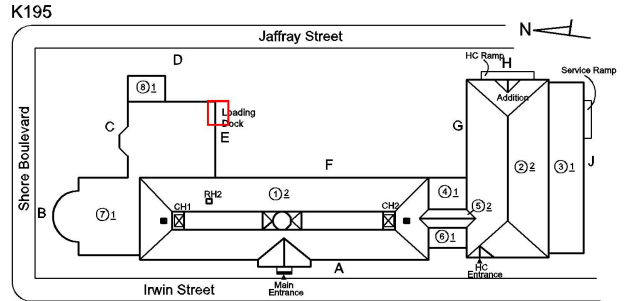 K195
Jaffray Street
N
HC Ramp
H
Service Ramp
D
8 1
Addition
Loading
Dock
C
E
G
Shore Boulevard
F
2 2
3 1
J
RH2
1 2
4 1
CH1
CH2
5 2
B
7 1
6 1
A
HC
Entrance
Main
Entrance
Irwin Street